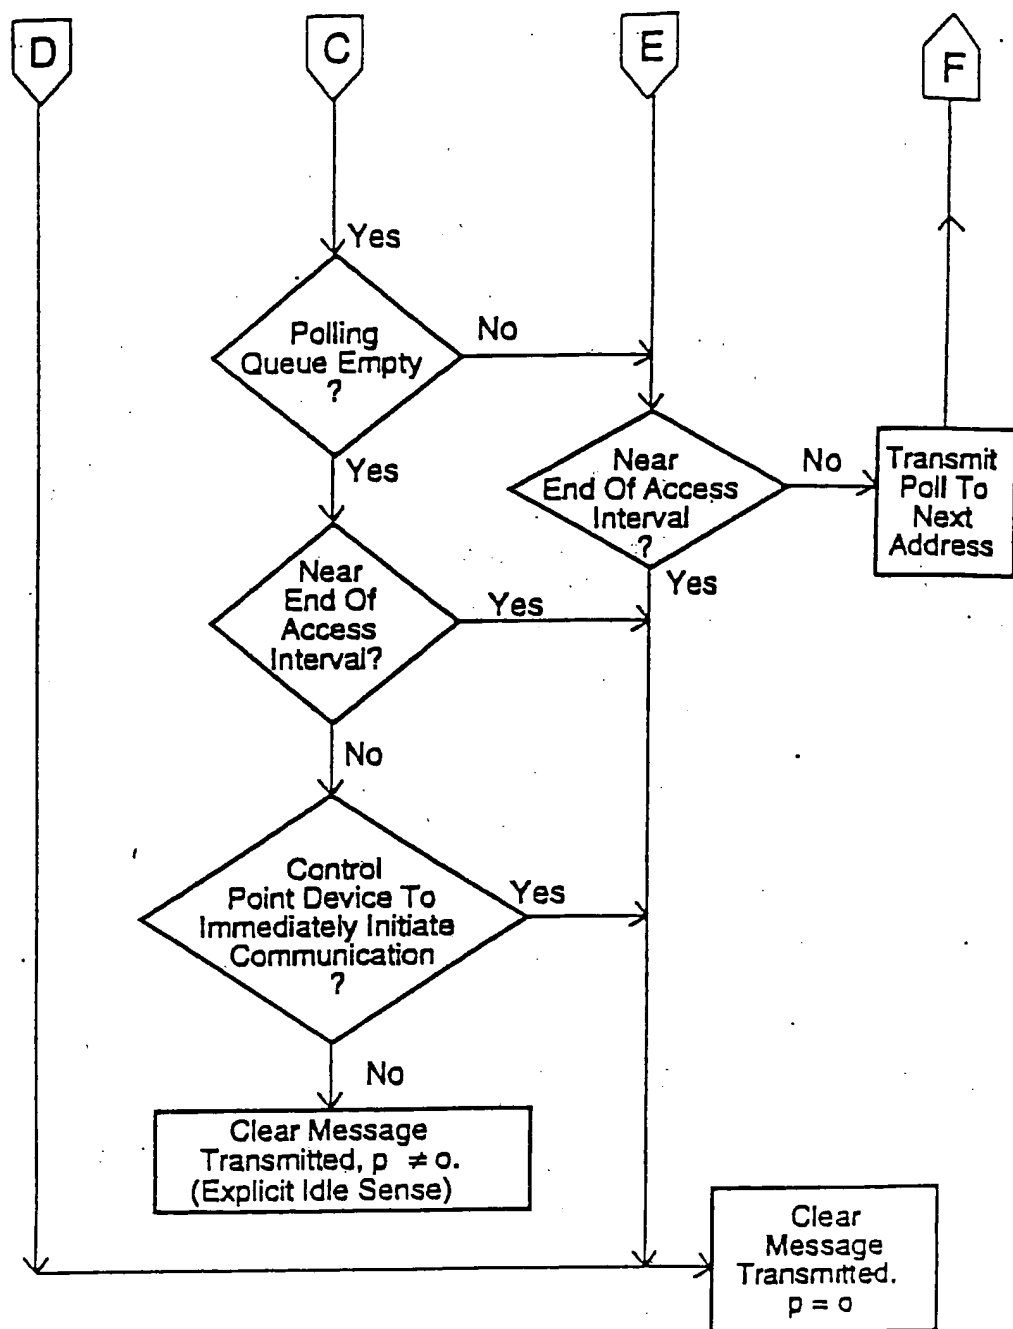 D
C
E
F
Yes
Polling
Queue Empty
?
No
Yes
Near
End Of Access
Interval
?
No
Transmit
Poll To
Next
Address
Yes
Near
End Of
Access
Interval?
Yes
No
Control
Point Device To
Immediately Initiate
Communication
?
Yes
No
Clear Message
Transmitted, p ≠ o.
(Explicit Idle Sense)
Clear
Message
Transmitted.
p = o